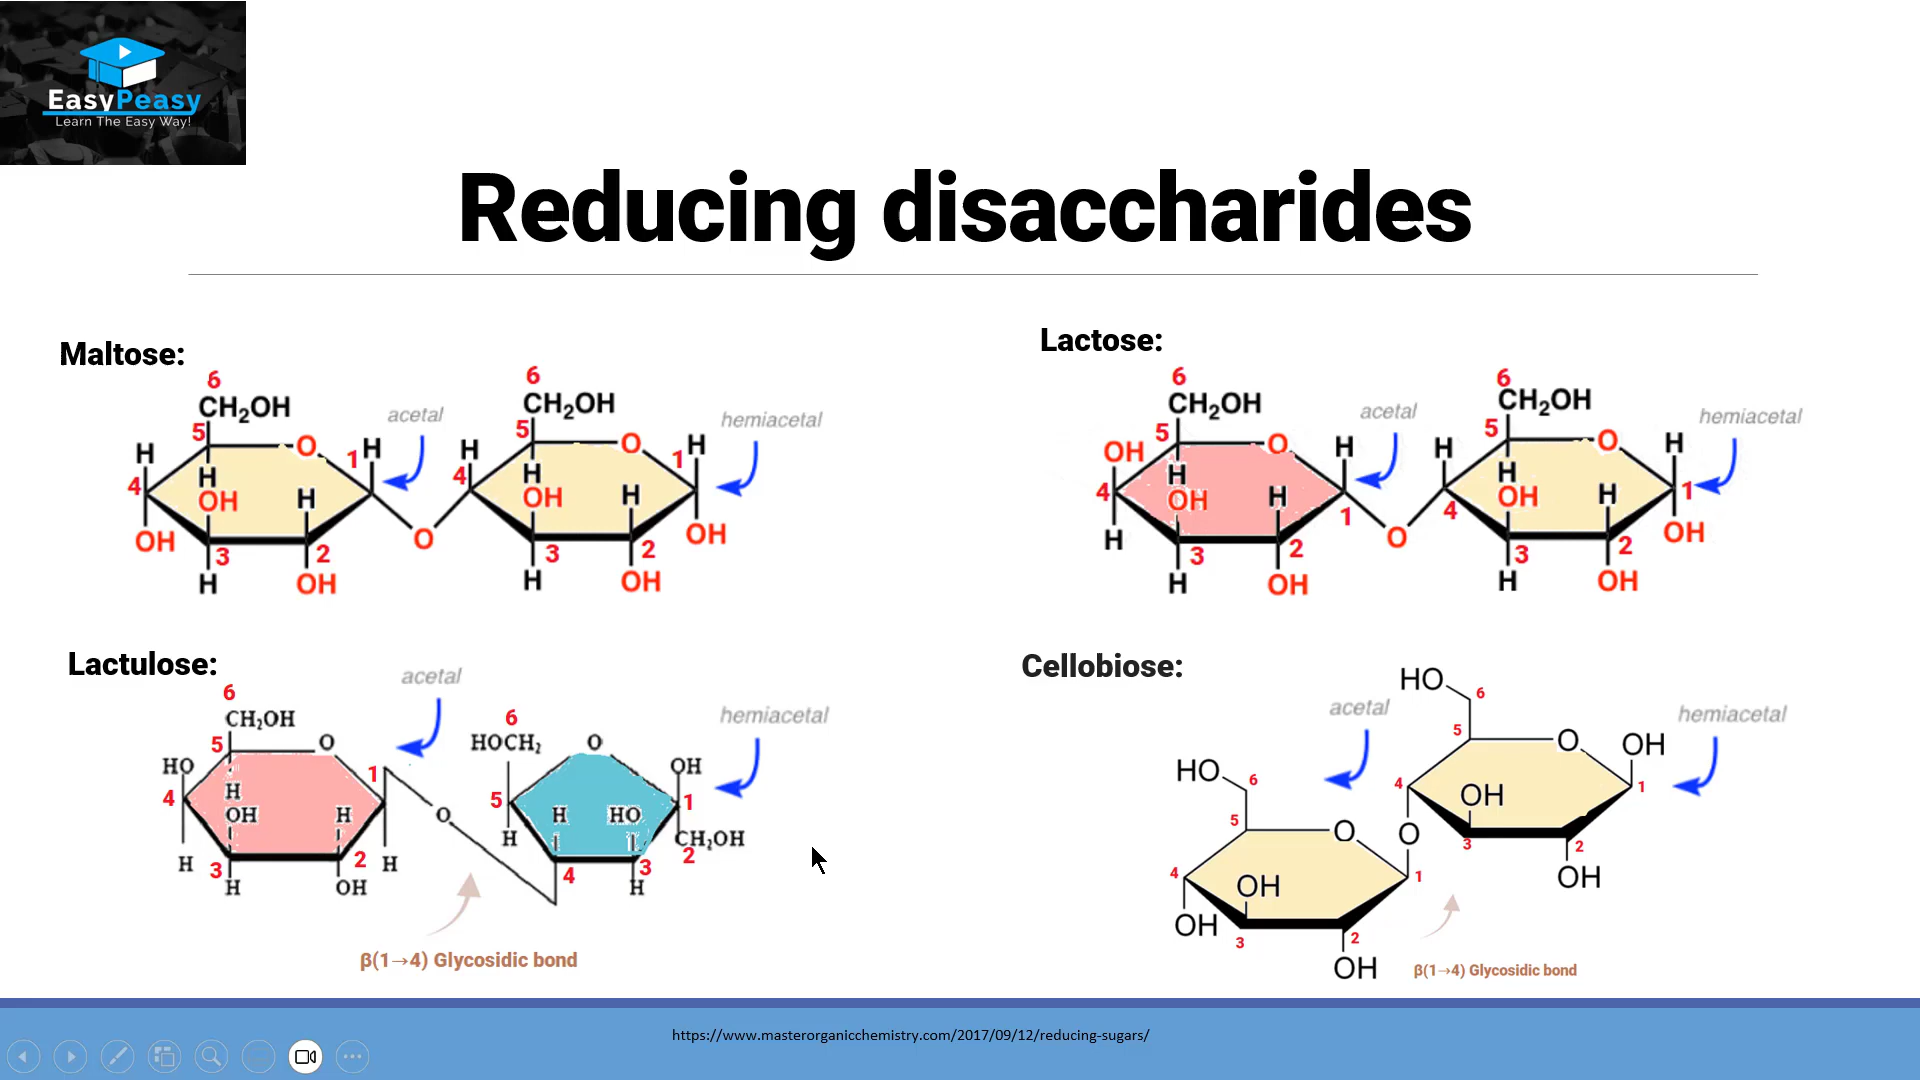 EasyPeasy
Learn The Easy Way!
Reducing disaccharides
Maltose:
6
CH₂OH
5
H
4
H
OH
O
H
1
H
acetal
OH
3
H
2
OH
O
6
CH₂OH
5
H
4
H
OH
O
H
1
H
hemiacetal
3
H
2
OH
OH
Lactose:
6
CH₂OH
5
OH
4
H
OH
O
H
H
acetal
1
H
3
H
2
OH
O
6
CH₂OH
5
H
4
H
OH
O
H
H
hemiacetal
1
OH
3
H
2
OH
Lactulose:
6
CH₂OH
5
HO
4
H
OH
O
H
1
acetal
H
3
H
2
OH
H
O
6
HOCH₂
O
5
H
H
HO
OH
hemiacetal
1
CH₂OH
2
4
3
H
β(1→4) Glycosidic bond
Cellobiose:
HO
6
5
O
OH
hemiacetal
4
OH
1
3
2
OH
acetal
O
HO
6
5
O
4
OH
1
OH
3
2
OH
β(1→4) Glycosidic bond
https://www.masterorganicchemistry.com/2017/09/12/reducing-sugars/